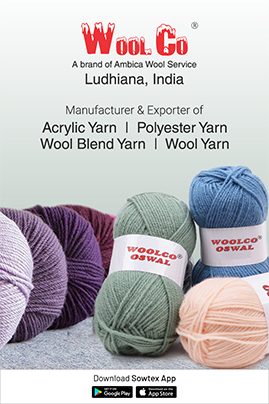 Wool Co ®
A brand of Ambica Wool Service
Ludhiana, India
Manufacturer & Exporter of
Acrylic Yarn | Polyester Yarn
Wool Blend Yarn | Wool Yarn
WOOLCO®
OSWAL
WOOLCO®
OSWAL
Download Sowtex App
GET IT ON
Google Play
Download on the
App Store